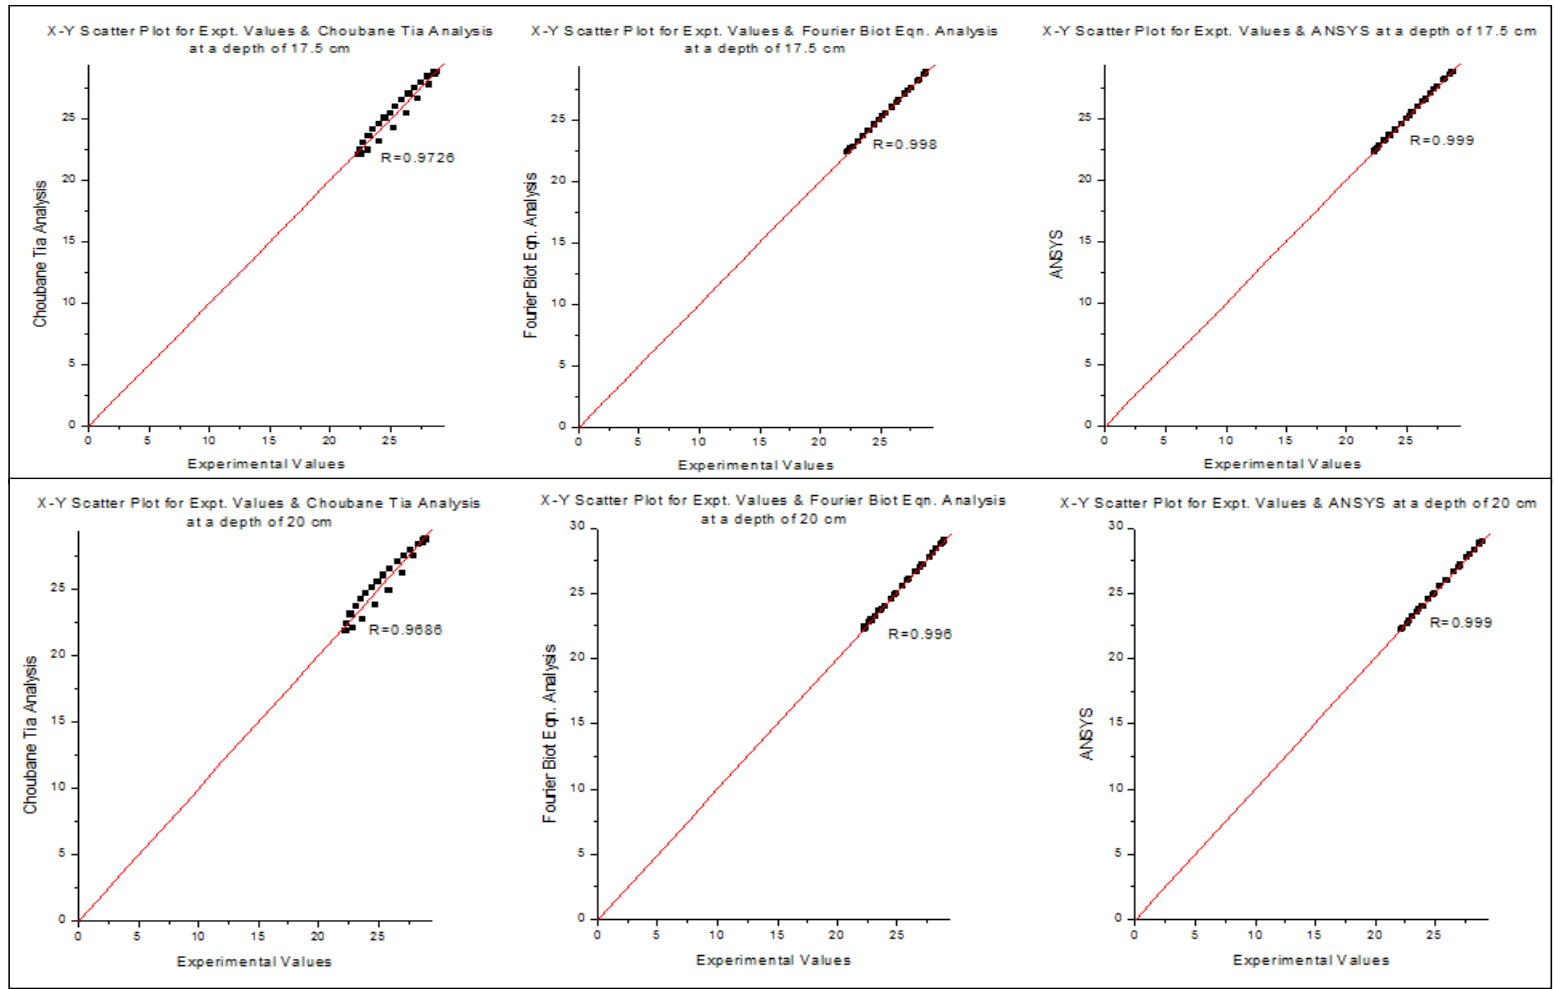 X-Y Scatter Plot for Expt. Values & Choubane Tia Analysis
at a depth of 17.5 cm
25
20
15
10
5
0
Choubane Tia Analysis
R=0.9726
0 5 10 15 20 25
Experimental Values
X-Y Scatter Plot for Expt. Values & Fourier Biot Eqn. Analysis
at a depth of 17.5 cm
25
20
15
10
5
0
Fourier Biot Eqn. Analysis
R=0.998
0 5 10 15 20 25
Experimental Values
X-Y Scatter Plot for Expt. Values & ANSYS at a depth of 17.5 cm
25
20
15
10
5
0
ANSYS
R=0.999
0 5 10 15 20 25
Experimental Values
X-Y Scatter Plot for Expt. Values & Choubane Tia Analysis
at a depth of 20 cm
25
20
15
10
5
0
Choubane Tia Analysis
R=0.9686
0 5 10 15 20 25
Experimental Values
X-Y Scatter Plot for Expt. Values & Fourier Biot Eqn. Analysis
at a depth of 20 cm
30
25
20
15
10
5
0
Fourier Biot Eqn. Analysis
R=0.996
0 5 10 15 20 25
Experimental Values
X-Y Scatter Plot for Expt. Values & ANSYS at a depth of 20 cm
30
25
20
15
10
5
0
ANSYS
R=0.999
0 5 10 15 20 25
Experimental Values